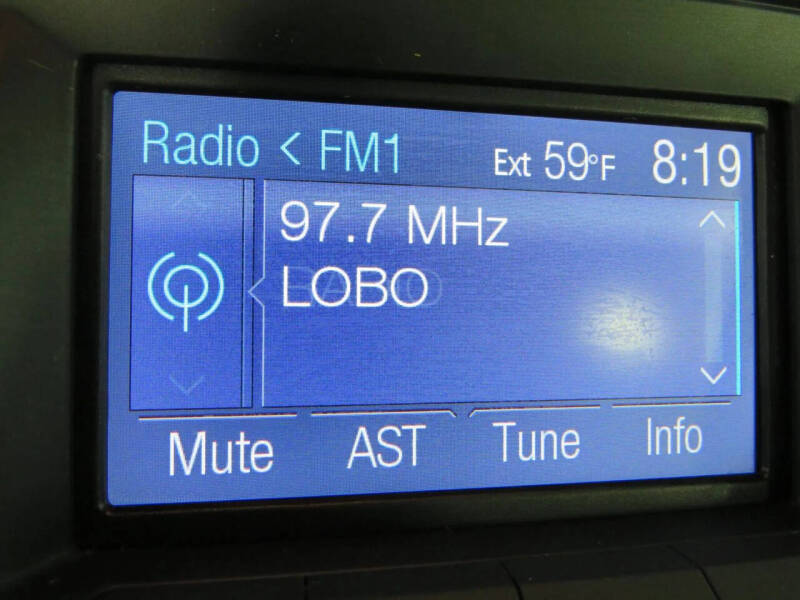 Radio < FM1 Ext 59°F 8:19
97.7 MHz
LOBO
Mute AST Tune Info